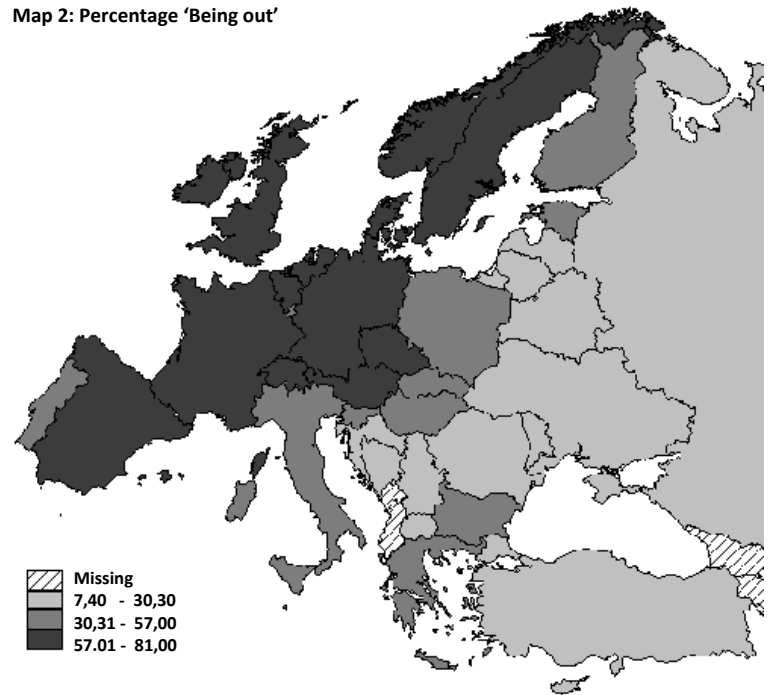 Map 2: Percentage ‘Being out’
Missing
7,40 - 30,30
30,31 - 57,00
57.01 - 81,00